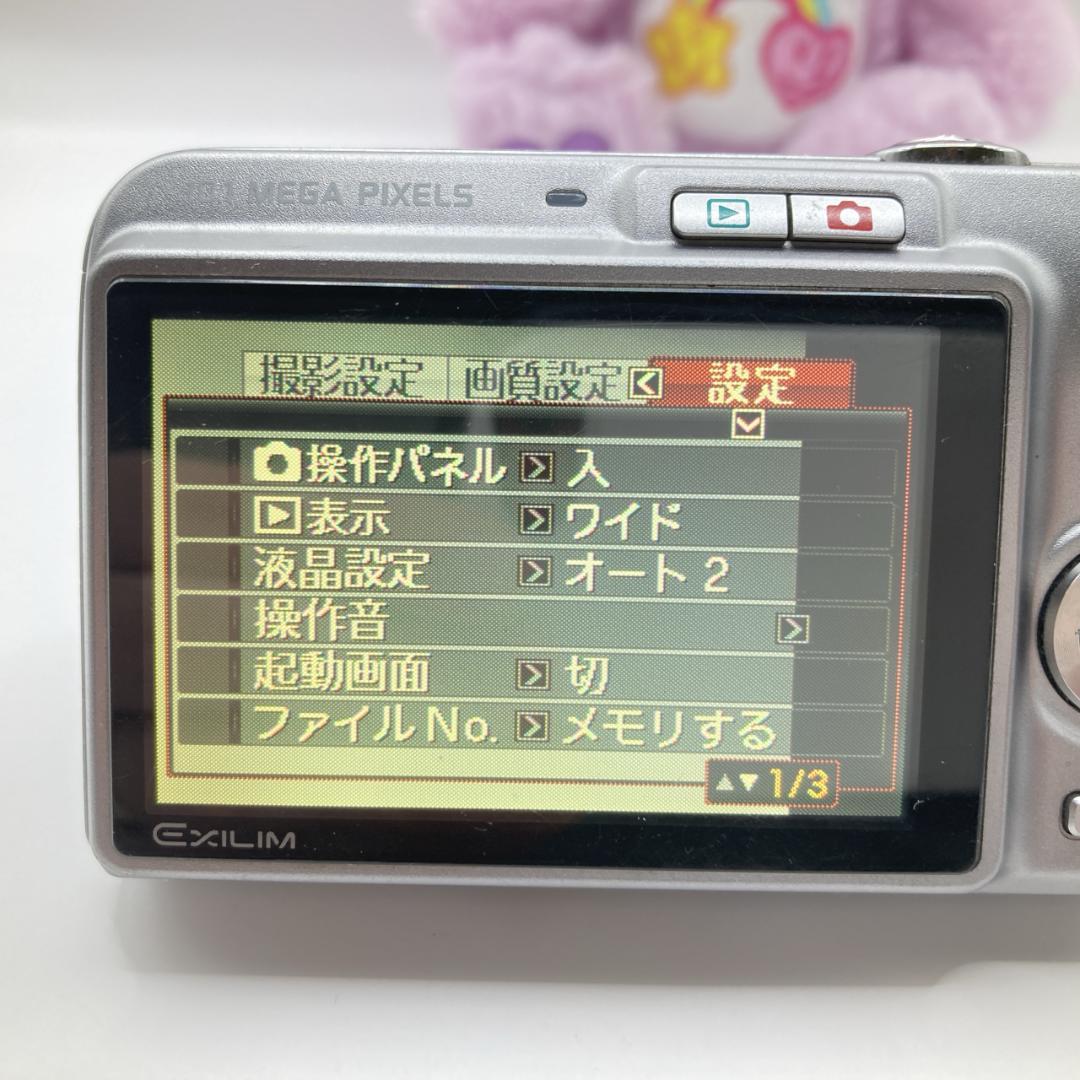 10.1 MEGA PIXELS
撮影設定 画質設定 設定
操作パネル 入
表示 ワイド
液晶設定 オート 2
操作音
起動画面 切
ファイル No. メモリする
1/3
EXILIM